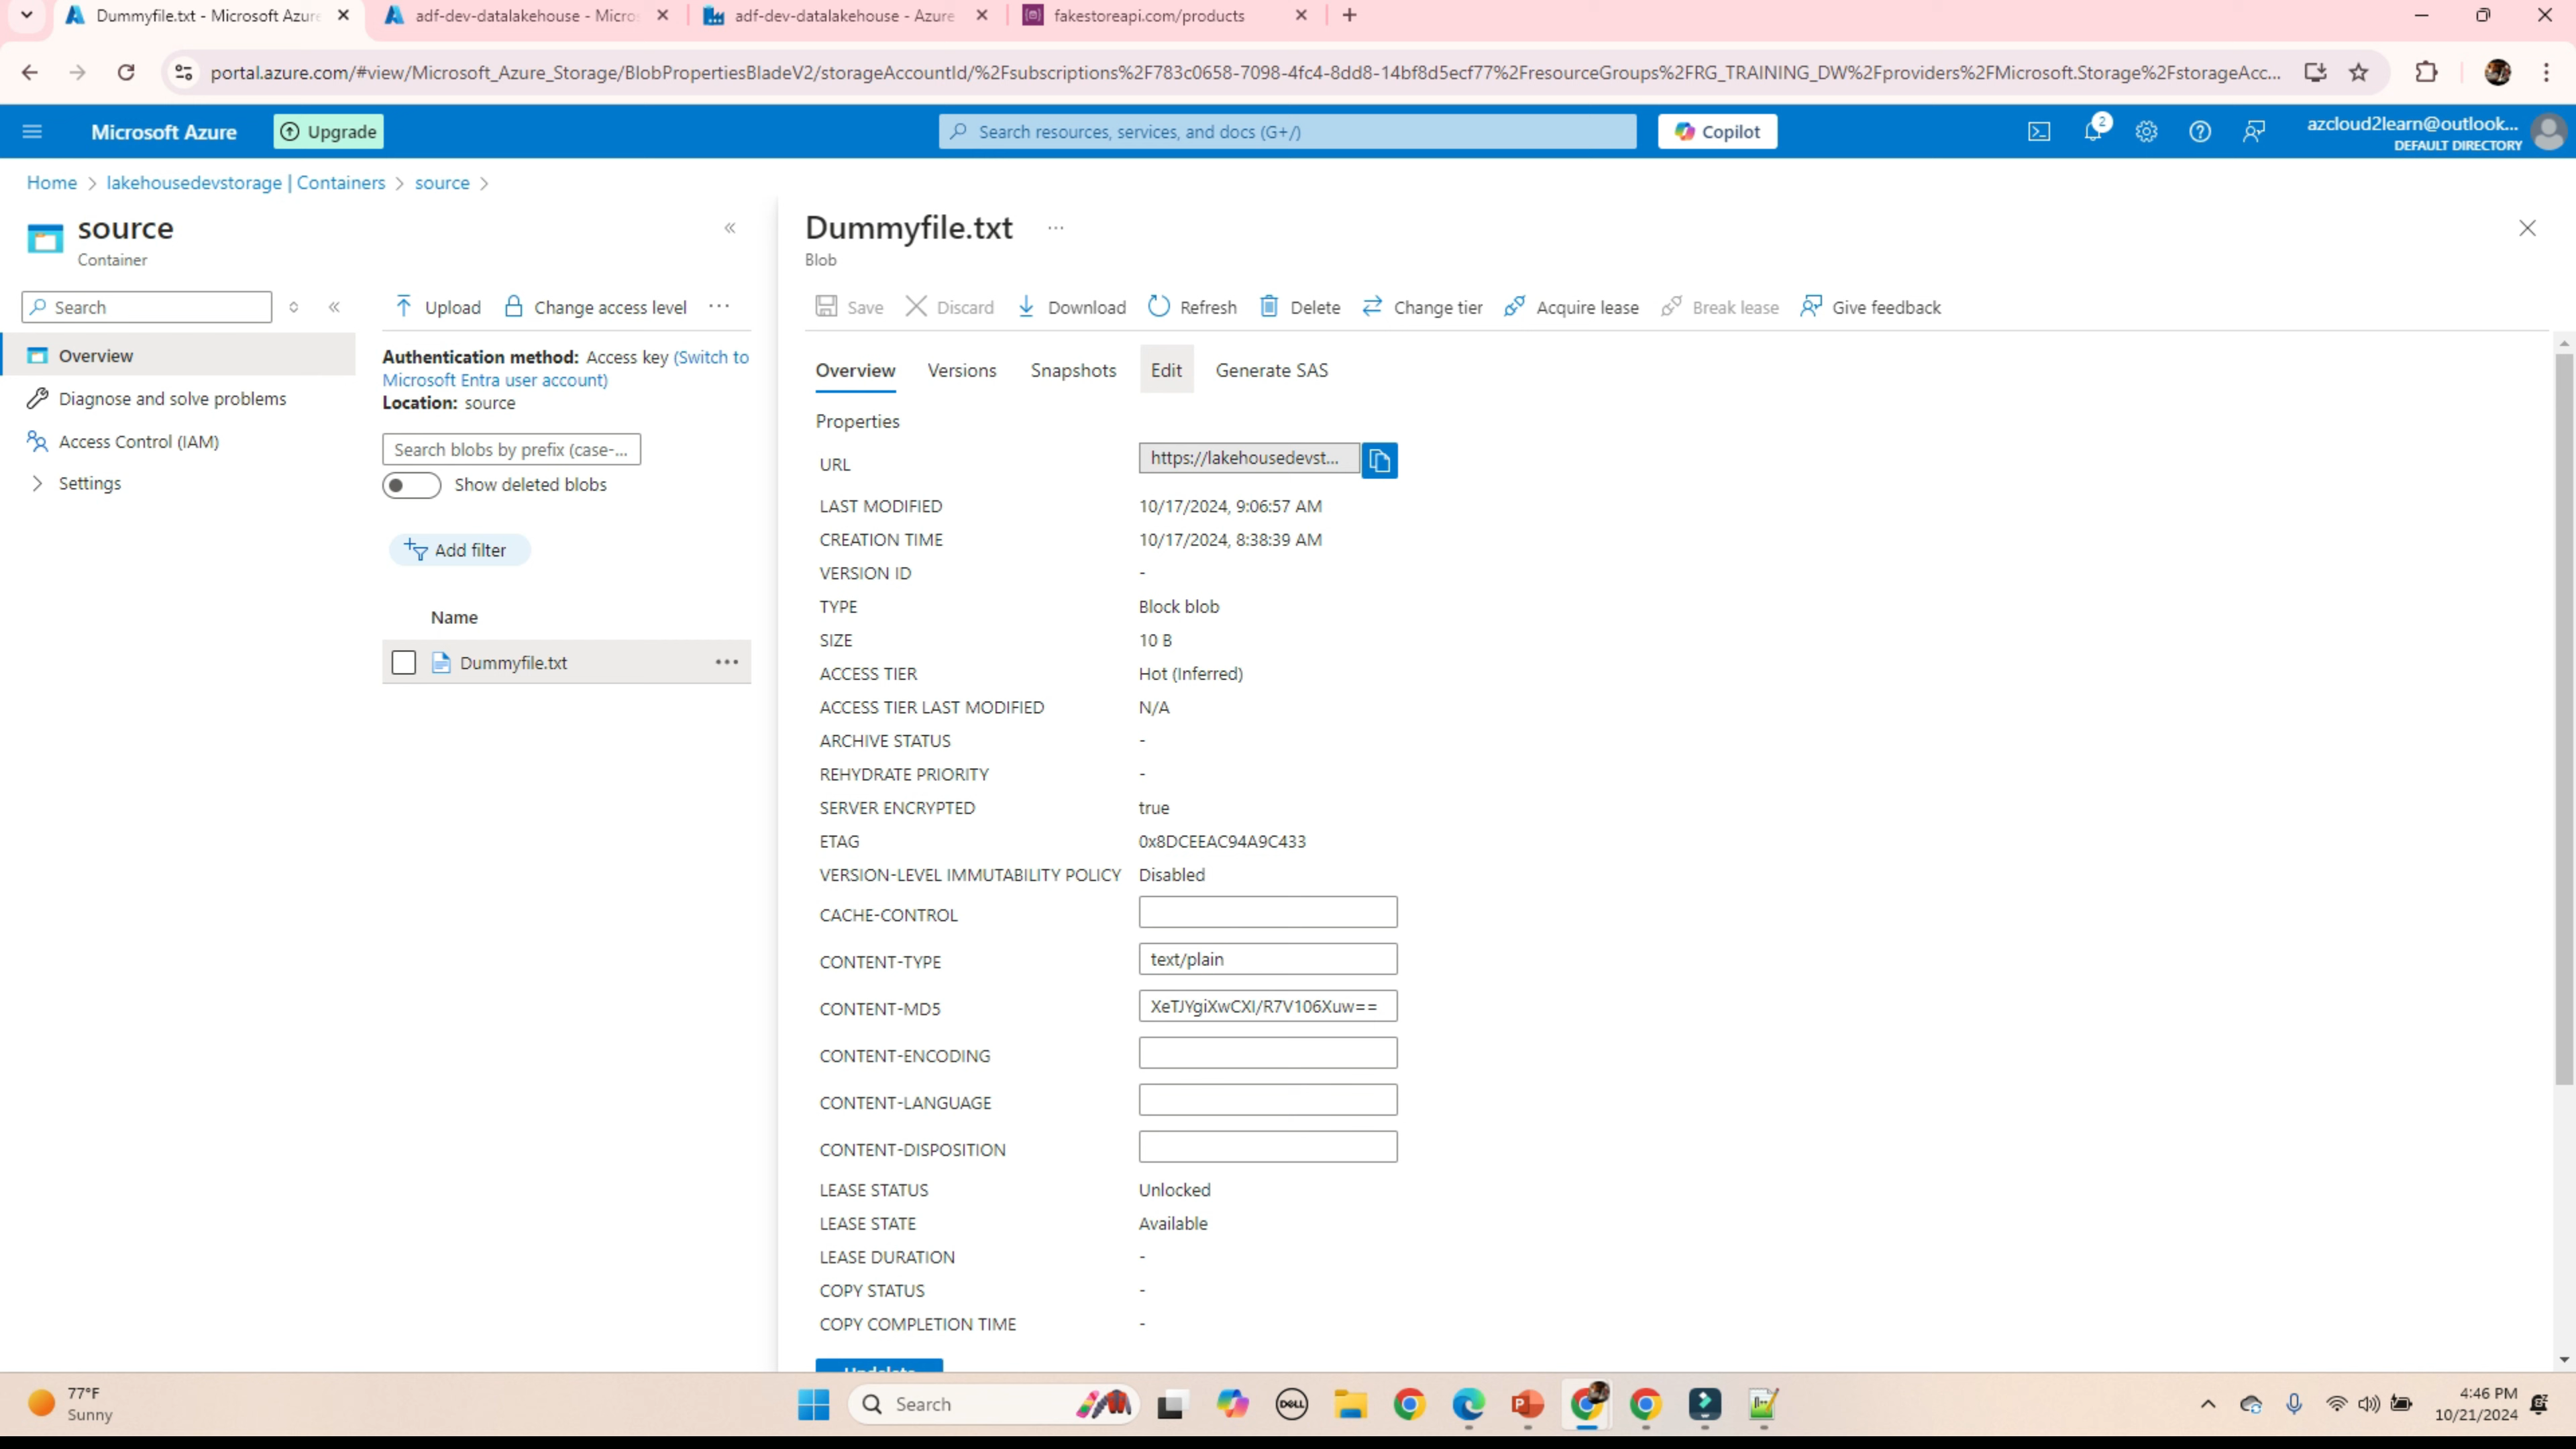 Dummyfile.txt - Microsoft Azure
adf-dev-datalakehouse - Micros
adf-dev-datalakehouse - Azure
fakestoreapi.com/products
portal.azure.com/#view/Microsoft_Azure_Storage/BlobPropertiesBladeV2/storageAccountId/%2Fsubscriptions%2F783c0658-7098-4fc4-8dd8-14bf8d5ecf77%2FresourceGroups%2FRG_TRAINING_DW%2Fproviders%2FMicrosoft.Storage%2FstorageAcc...
Microsoft Azure
Upgrade
Search resources, services, and docs (G+/)
Copilot
2
azcloud2learn@outlook...
DEFAULT DIRECTORY
Home > lakehousedevstorage | Containers > source >
source
Container
Search
Overview
Diagnose and solve problems
Access Control (IAM)
Settings
Upload
Change access level
Authentication method: Access key (Switch to
Microsoft Entra user account)
Location: source
Search blobs by prefix (case-...
Show deleted blobs
Add filter
Name
Dummyfile.txt
Dummyfile.txt
Blob
Save
Discard
Download
Refresh
Delete
Change tier
Acquire lease
Break lease
Give feedback
Overview
Versions
Snapshots
Edit
Generate SAS
Properties
URL https://lakehousedevst...
LAST MODIFIED 10/17/2024, 9:06:57 AM
CREATION TIME 10/17/2024, 8:38:39 AM
VERSION ID -
TYPE Block blob
SIZE 10 B
ACCESS TIER Hot (Inferred)
ACCESS TIER LAST MODIFIED N/A
ARCHIVE STATUS -
REHYDRATE PRIORITY -
SERVER ENCRYPTED true
ETAG 0x8DCEEAC94A9C433
VERSION-LEVEL IMMUTABILITY POLICY Disabled
CACHE-CONTROL
CONTENT-TYPE text/plain
CONTENT-MD5 XeTJYgiXwCXI/R7V106Xuw==
CONTENT-ENCODING
CONTENT-LANGUAGE
CONTENT-DISPOSITION
LEASE STATUS Unlocked
LEASE STATE Available
LEASE DURATION -
COPY STATUS -
COPY COMPLETION TIME -
77°F
Sunny
Search
DELL
4:46 PM
10/21/2024